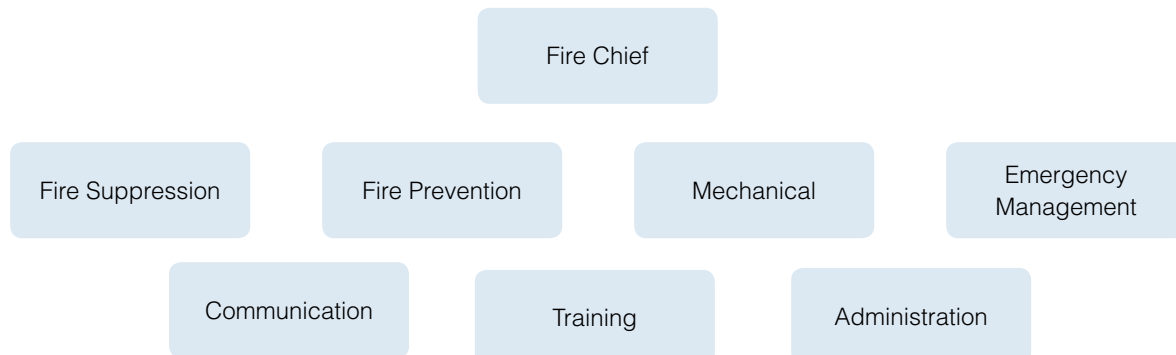 Fire Chief
Fire Suppression
Fire Prevention
Mechanical
Emergency
Management
Communication
Training
Administration